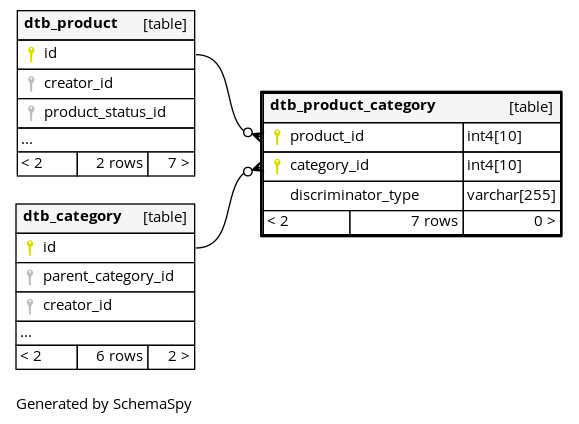 dtb_product [table]
id
creator_id
product_status_id
...
< 2 2 rows 7 >
dtb_product_category [table]
product_id int4[10]
category_id int4[10]
discriminator_type varchar[255]
< 2 7 rows 0 >
dtb_category [table]
id
parent_category_id
creator_id
...
< 2 6 rows 2 >
Generated by SchemaSpy